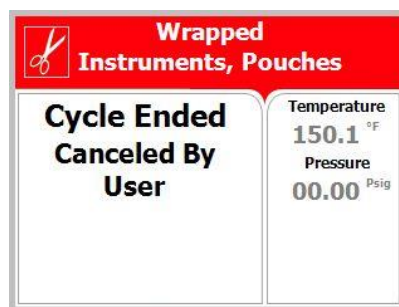 Wrapped
Instruments, Pouches
Cycle Ended
Canceled By
User
Temperature
150.1 °F
Pressure
00.00 Psig